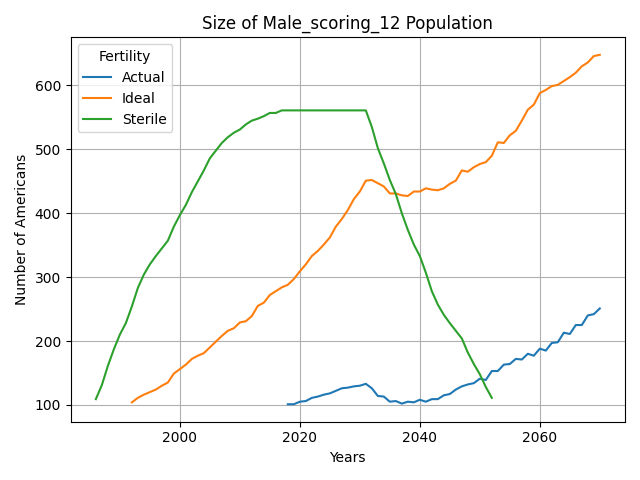 Size of Male_scoring_12 Population
Fertility
Actual
Ideal
Sterile
Number of Americans
600
500
400
300
200
100
2000
2020
2040
2060
Years